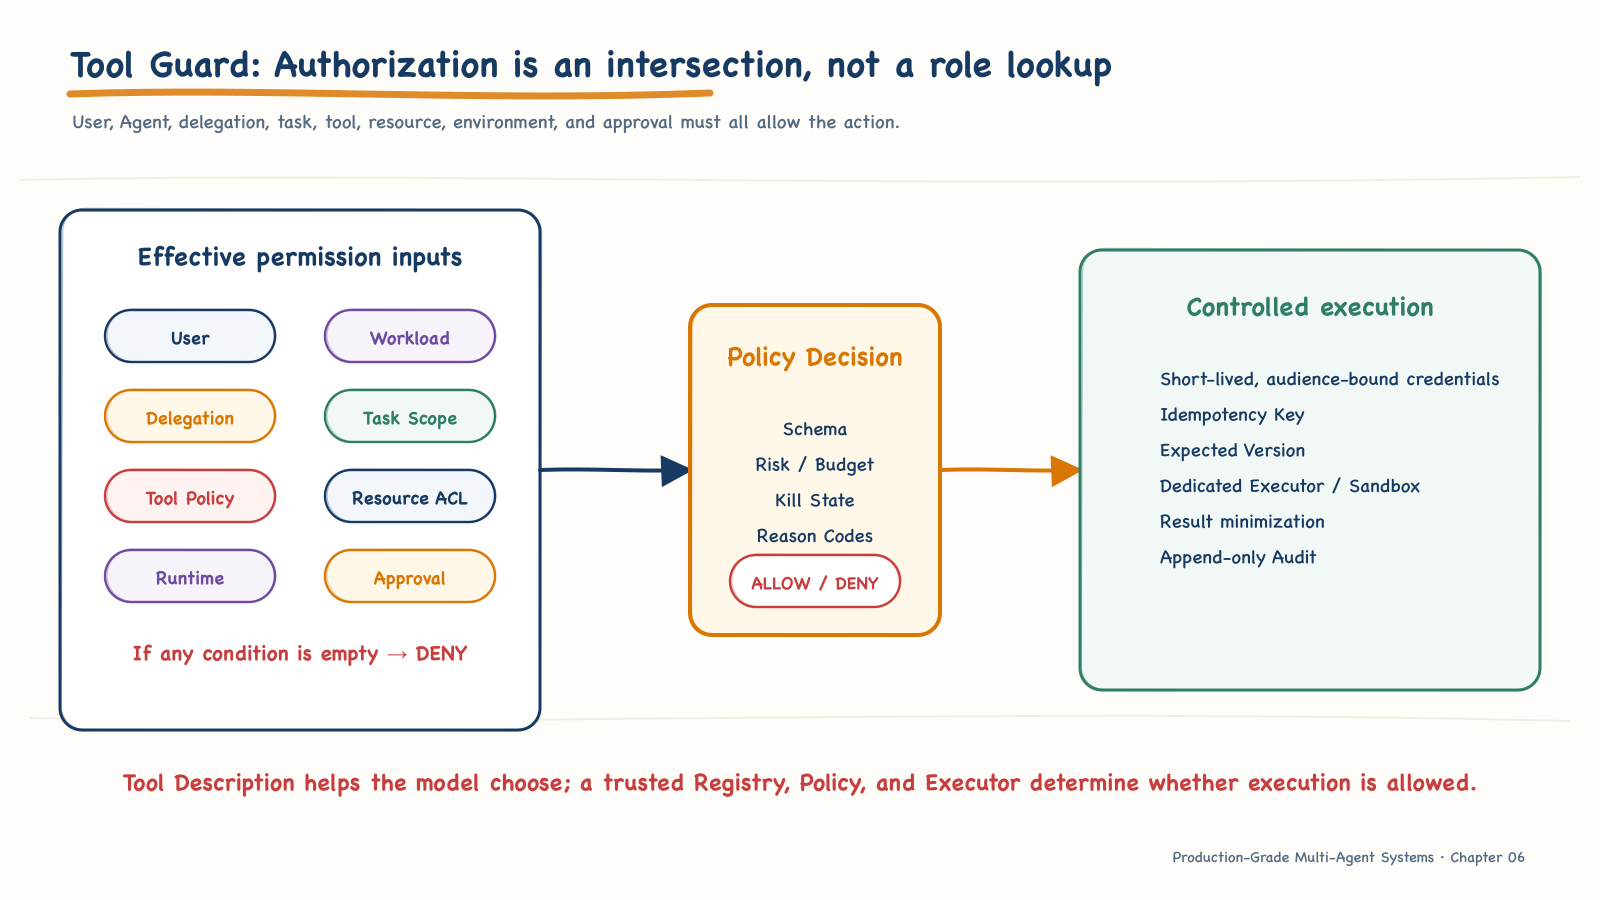 Tool Guard: Authorization is an intersection, not a role lookup
User, Agent, delegation, task, tool, resource, environment, and approval must all allow the action.
Effective permission inputs
User
Workload
Delegation
Task Scope
Tool Policy
Resource ACL
Runtime
Approval
If any condition is empty → DENY
Policy Decision
Schema
Risk / Budget
Kill State
Reason Codes
ALLOW / DENY
Controlled execution
Short-lived, audience-bound credentials
Idempotency Key
Expected Version
Dedicated Executor / Sandbox
Result minimization
Append-only Audit
Tool Description helps the model choose; a trusted Registry, Policy, and Executor determine whether execution is allowed.
Production-Grade Multi-Agent Systems · Chapter 06